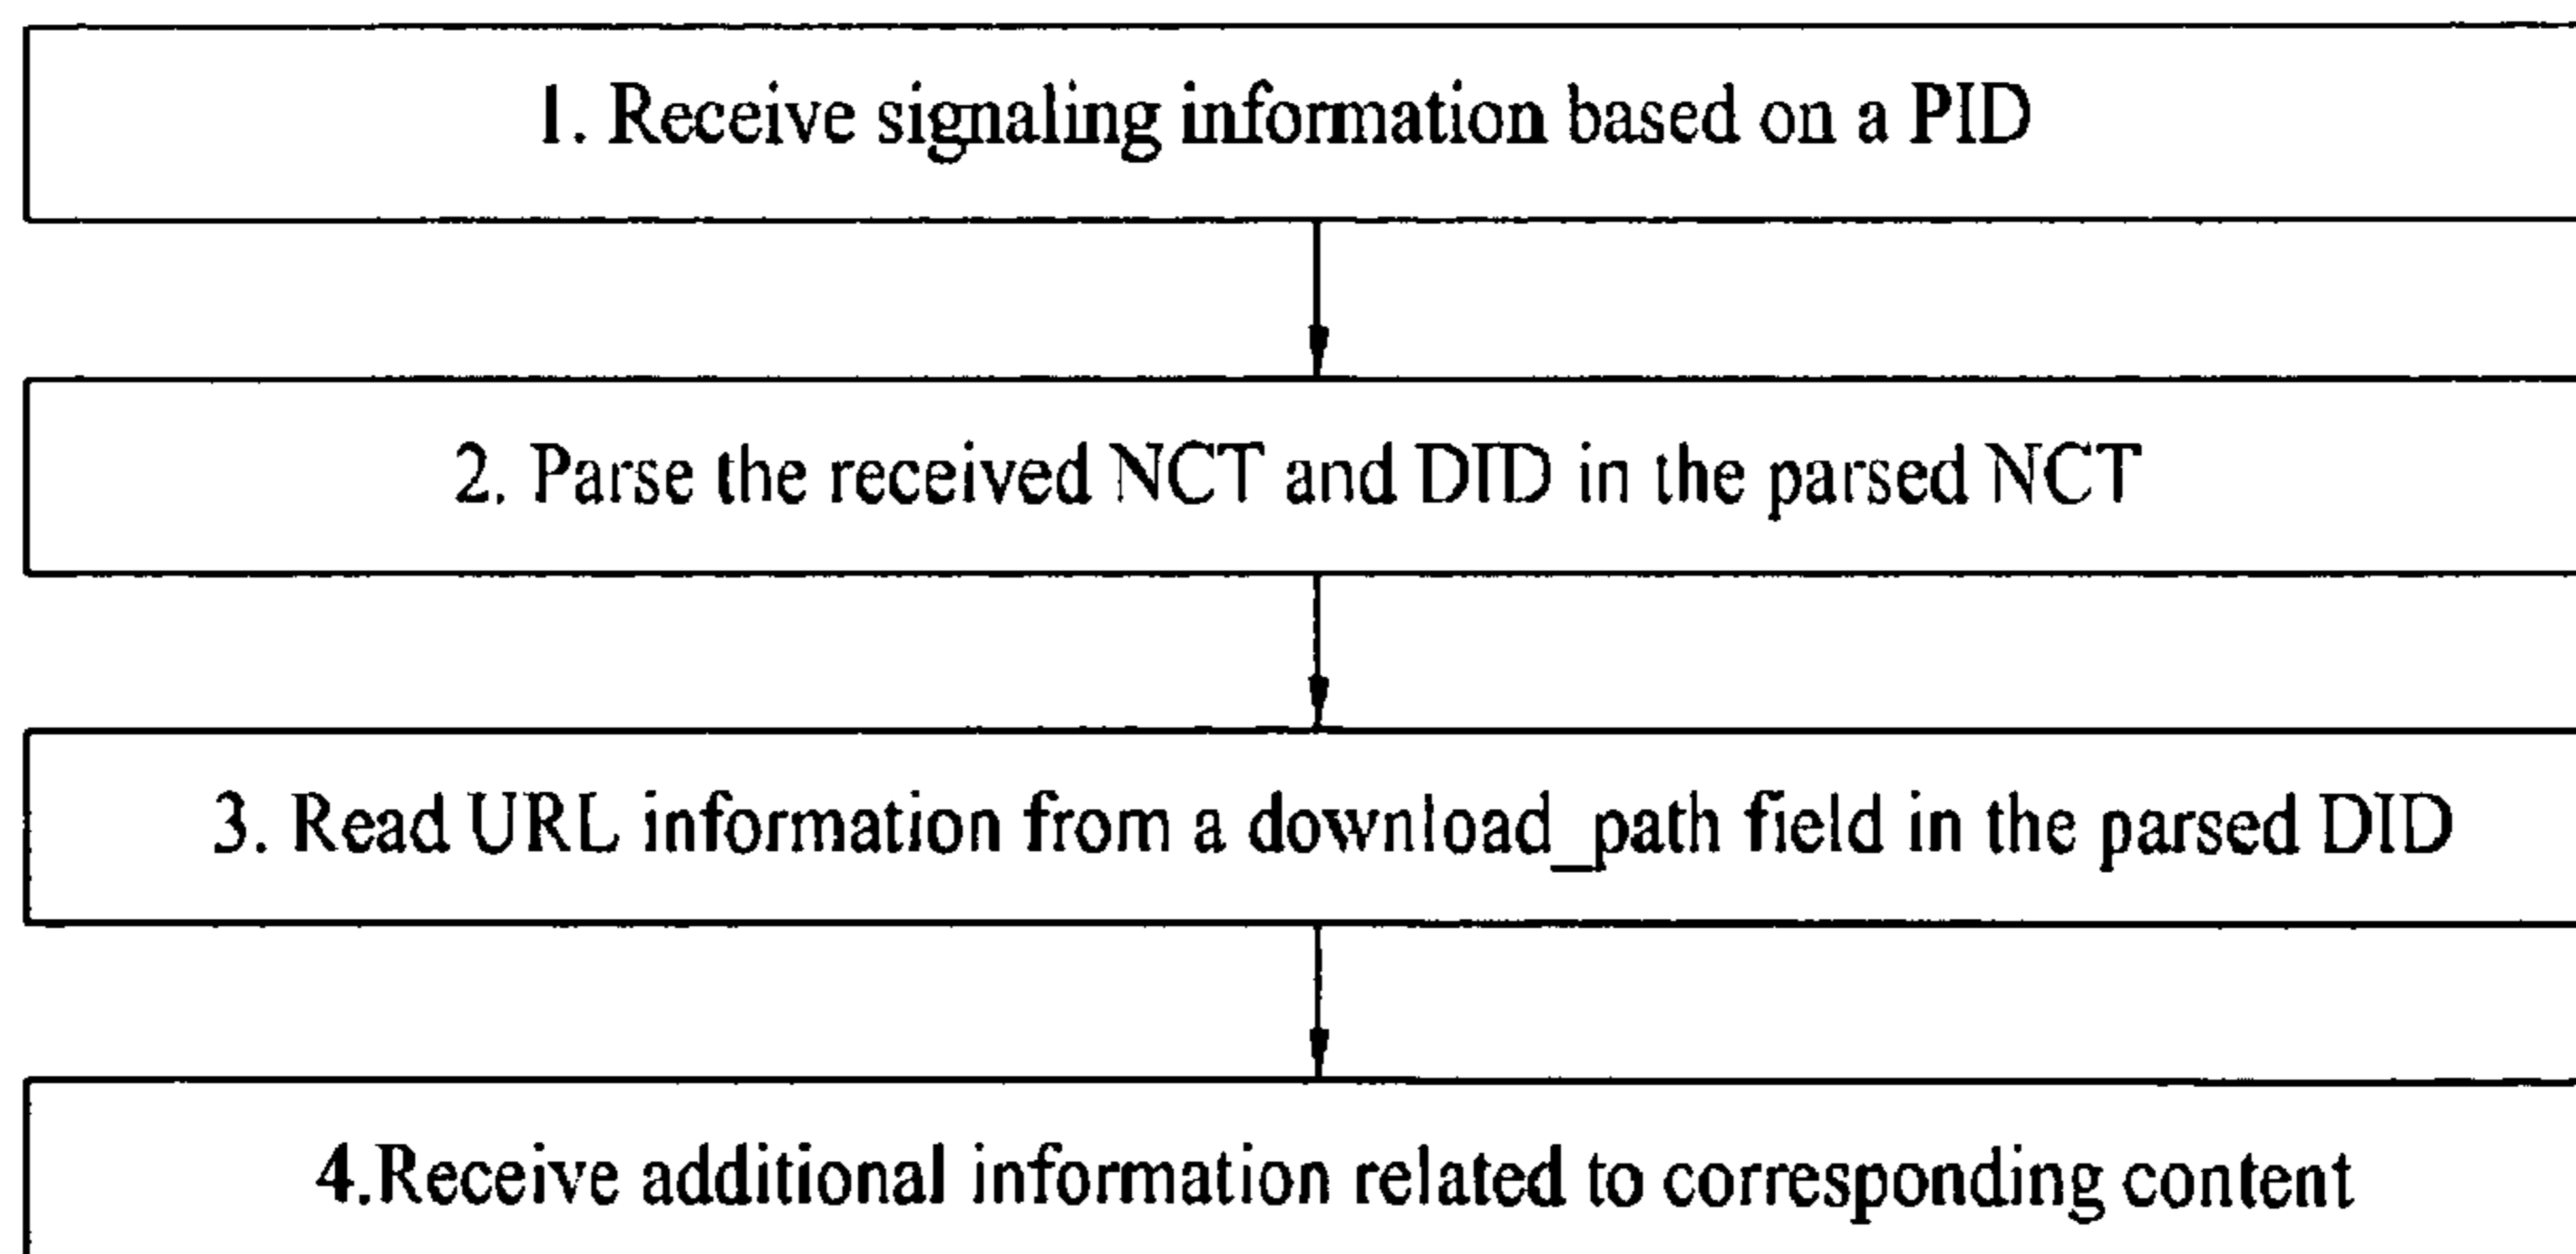 1. Receive signaling information based on a PID
2. Parse the received NCT and DID in the parsed NCT
3. Read URL information from a download_path field in the parsed DID
4.Receive additional information related to corresponding content